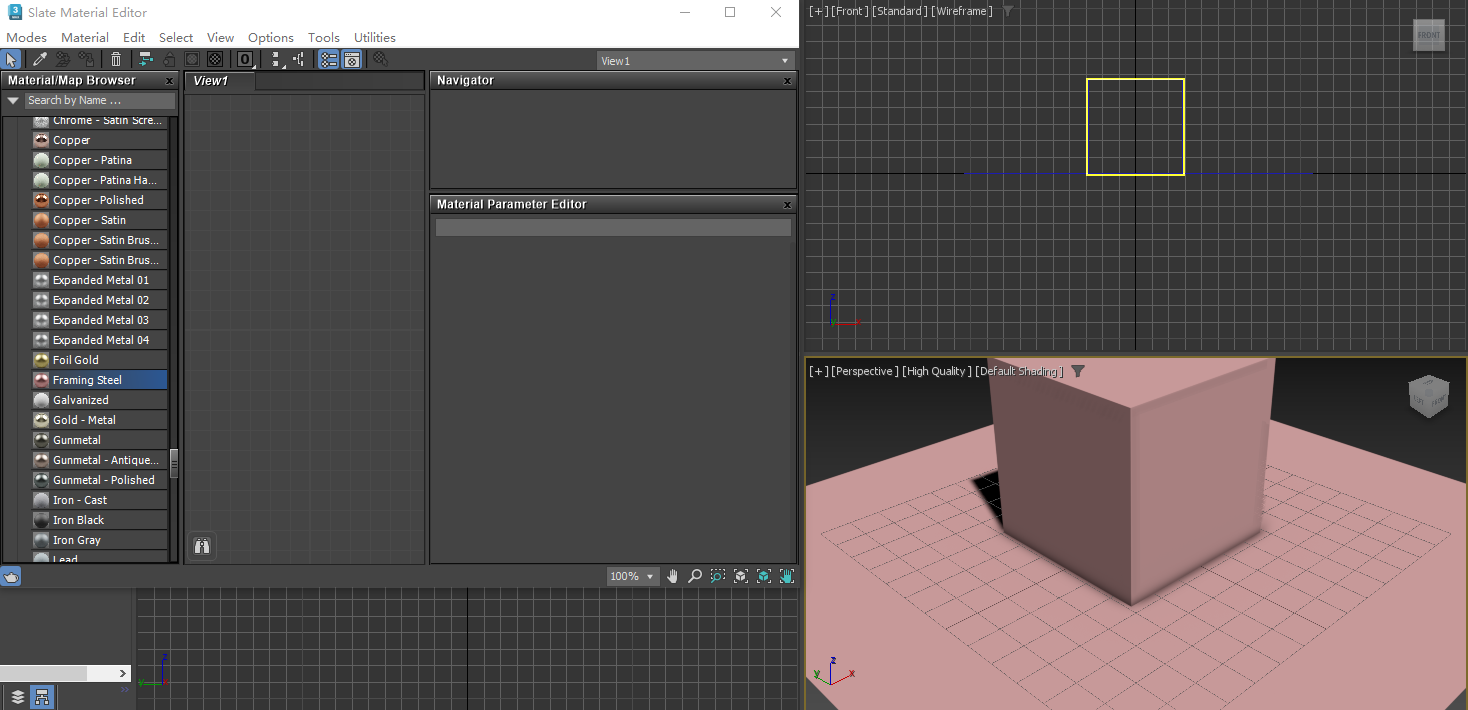 Slate Material Editor
Modes Material Edit Select View Options Tools Utilities
View1
Material/Map Browser
Search by Name ...
Chrome - Satin Scre...
Copper
Copper - Patina
Copper - Patina Ha...
Copper - Polished
Copper - Satin
Copper - Satin Brus...
Copper - Satin Brus...
Expanded Metal 01
Expanded Metal 02
Expanded Metal 03
Expanded Metal 04
Foil Gold
Framing Steel
Galvanized
Gold - Metal
Gunmetal
Gunmetal - Antique...
Gunmetal - Polished
Iron - Cast
Iron Black
Iron Gray
Lead
View1
Navigator
Material Parameter Editor
100%
z
y
[+] [Front] [Standard] [Wireframe]
FRONT
z
[+] [Perspective] [High Quality] [Default Shading]
LEFT FRONT
z
y
x